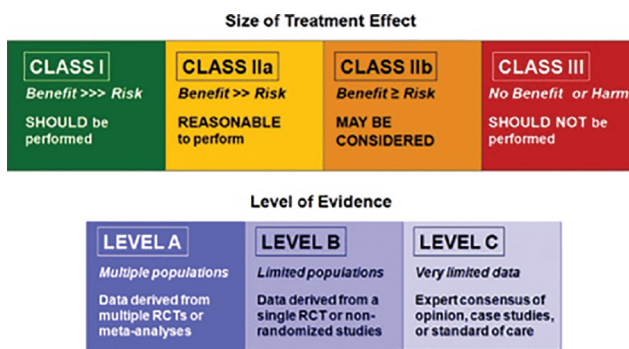 Size of Treatment Effect
CLASS I
Benefit >>> Risk
SHOULD be
performed
CLASS IIa
Benefit >> Risk
REASONABLE
to perform
CLASS IIb
Benefit ≥ Risk
MAY BE
CONSIDERED
CLASS III
No Benefit or Harm
SHOULD NOT be
performed
Level of Evidence
LEVEL A
Multiple populations
Data derived from
multiple RCTs or
meta-analyses
LEVEL B
Limited populations
Data derived from a
single RCT or non-
randomized studies
LEVEL C
Very limited data
Expert consensus of
opinion, case studies,
or standard of care